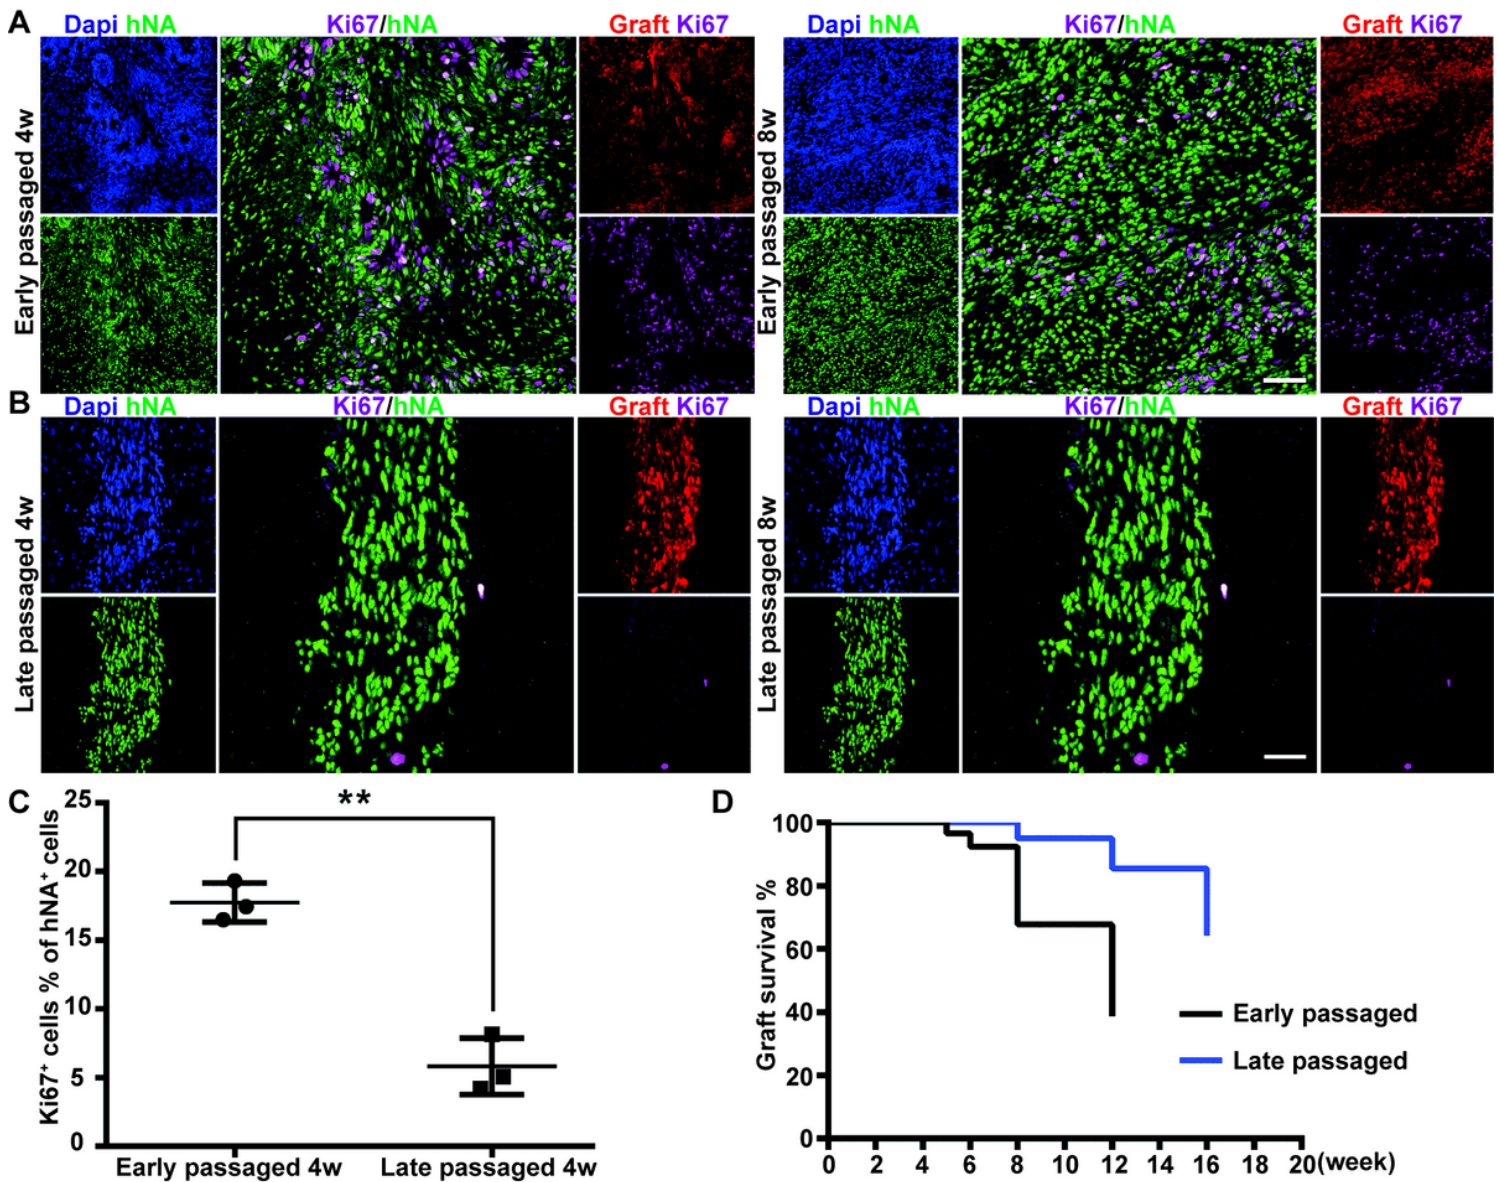 A
Dapi hNA
Ki67/hNA
Graft Ki67
Dapi hNA
Ki67/hNA
Graft Ki67
Early passaged 4w
Early passaged 8w
B
Dapi hNA
Ki67/hNA
Graft Ki67
Dapi hNA
Ki67/hNA
Graft Ki67
Late passaged 4w
Late passaged 8w
C
Ki67⁺ cells % of hNA⁺ cells
25
20
15
10
5
0
**
Early passaged 4w
Late passaged 4w
D
Graft survival %
100
80
60
40
20
0
Early passaged
Late passaged
0 2 4 6 8 10 12 14 16 18 20(week)